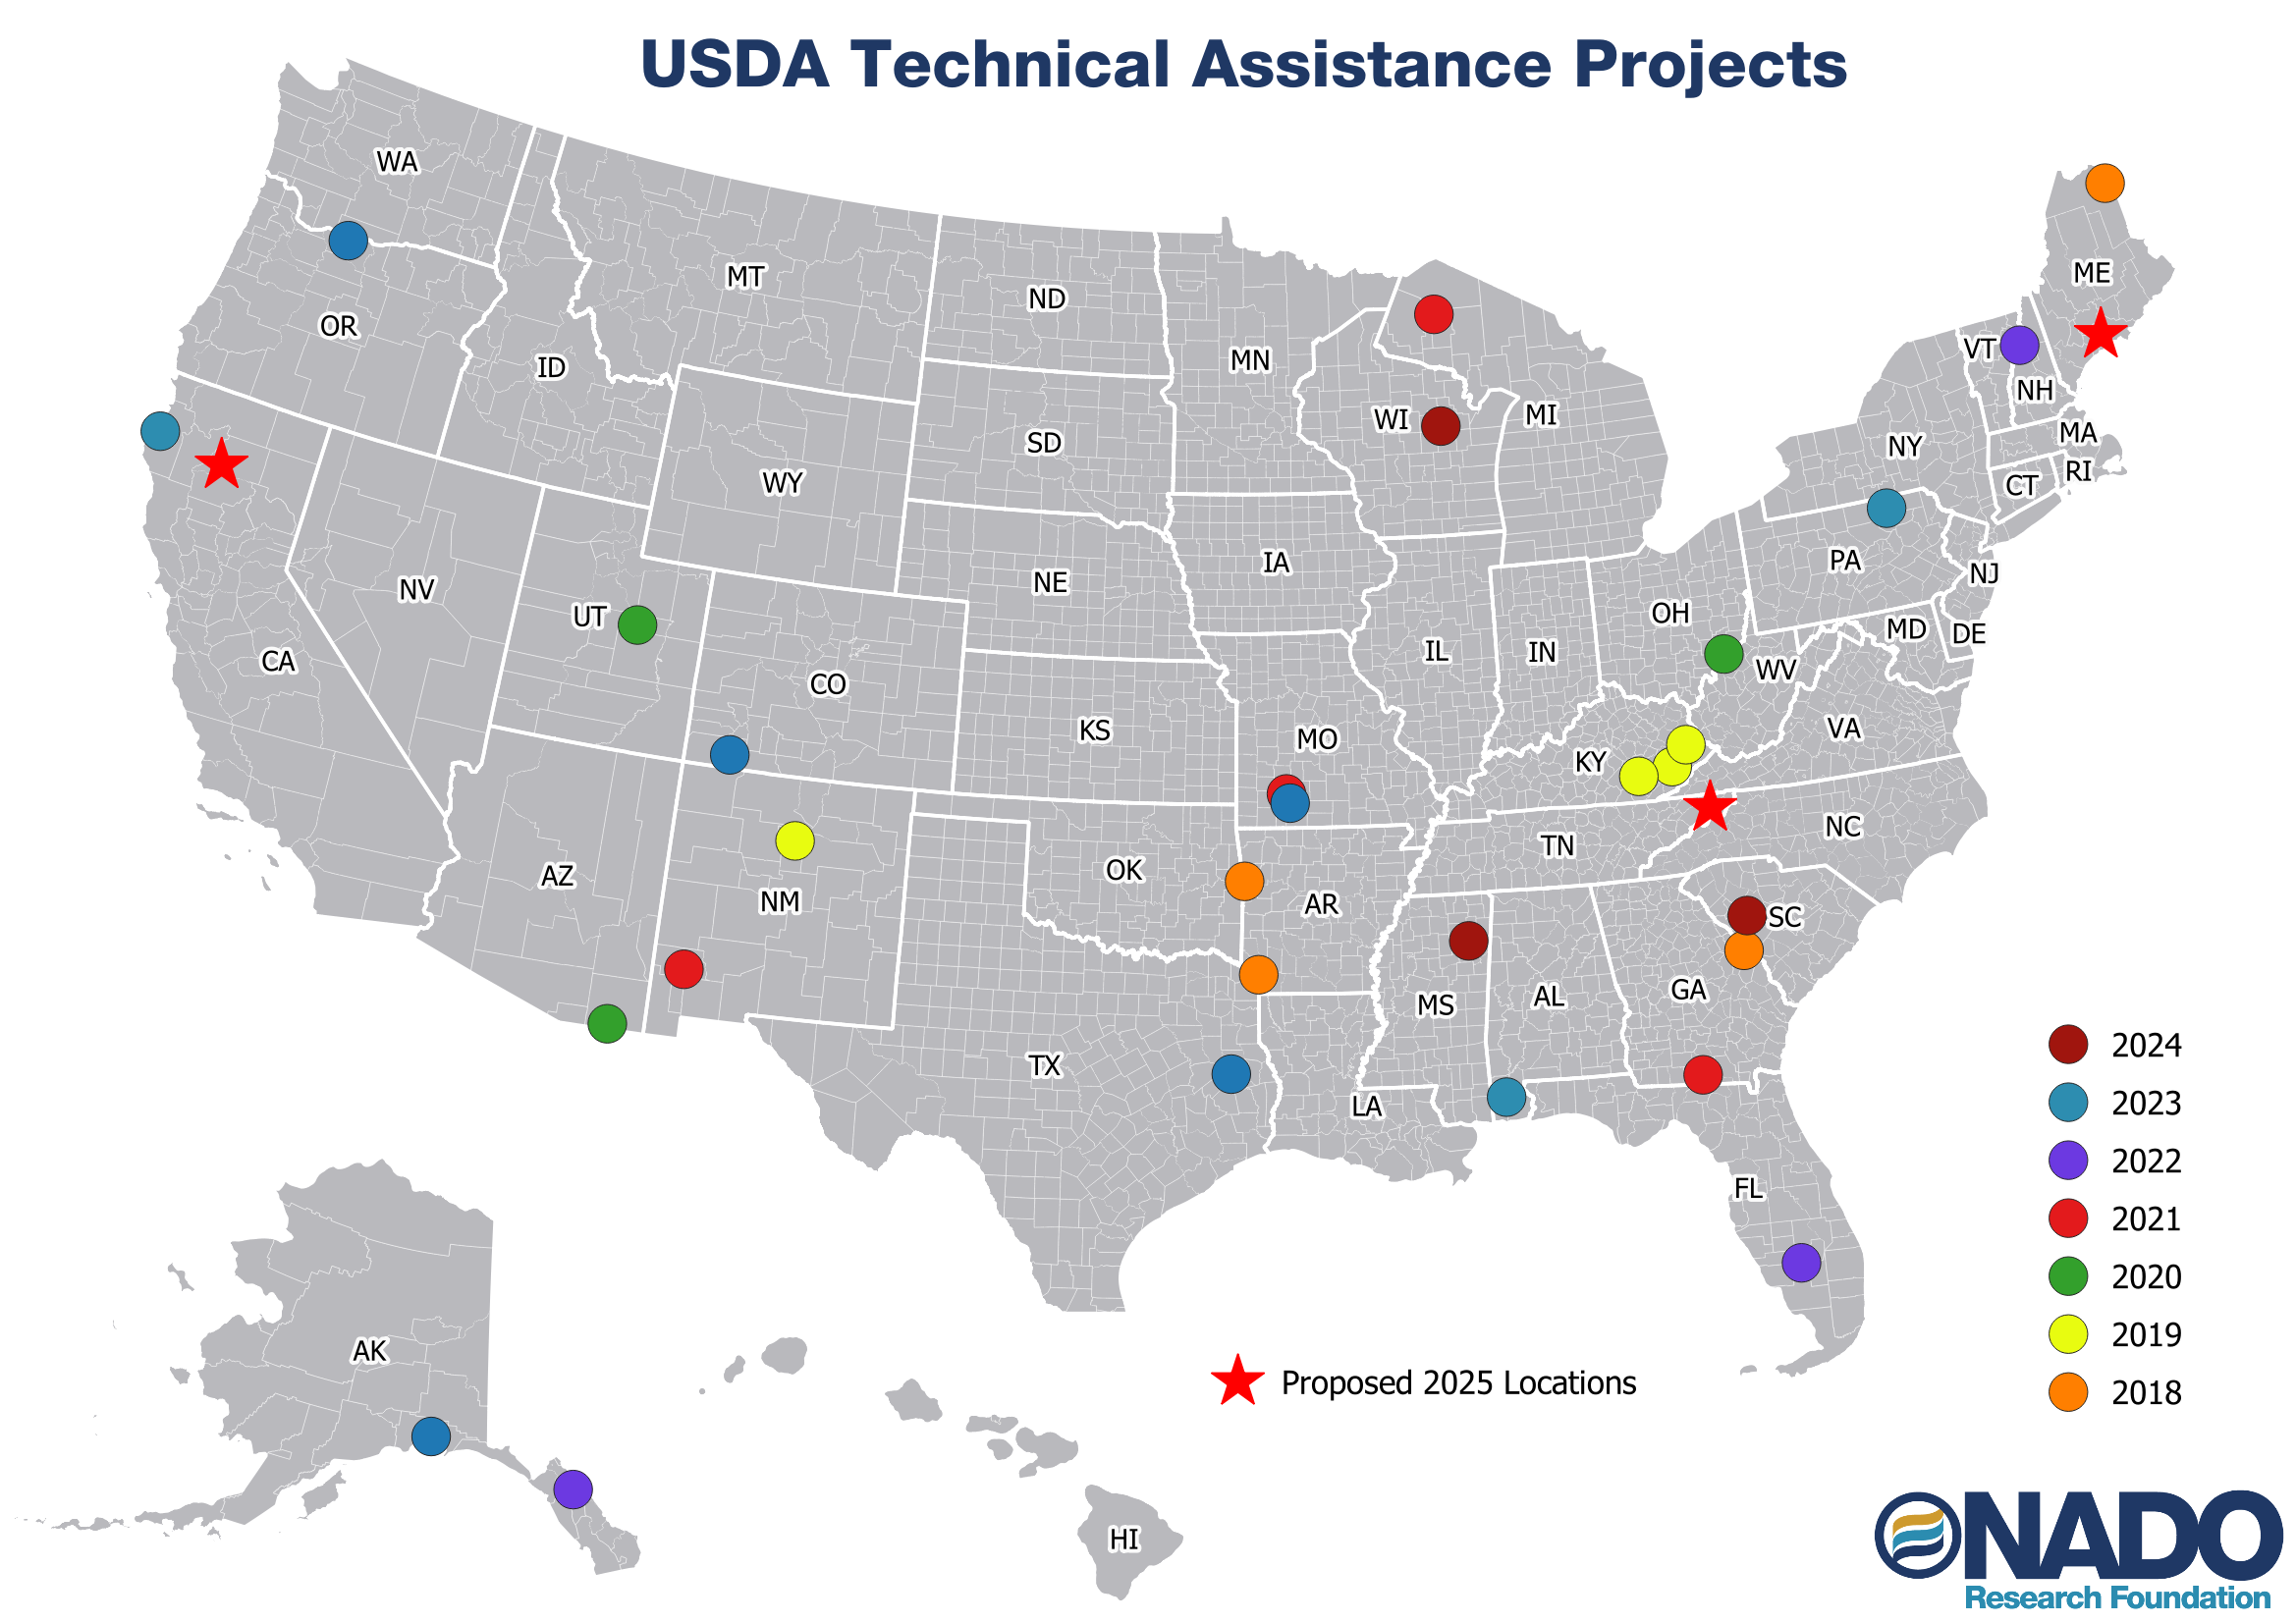 USDA Technical Assistance Projects
WA
MT
ND
ME
OR
MN
VT
ID
NH
WI
MI
MA
SD
NY
RI
WY
CT
IA
PA
NJ
NE
NV
UT
OH
MD
DE
IL
IN
CA
WV
CO
KS
MO
VA
KY
NC
TN
OK
AZ
NM
AR
SC
GA
AL
MS
2024
TX
2023
LA
2022
FL
2021
2020
2019
AK
Proposed 2025 Locations
2018
HI
NADO
Research Foundation